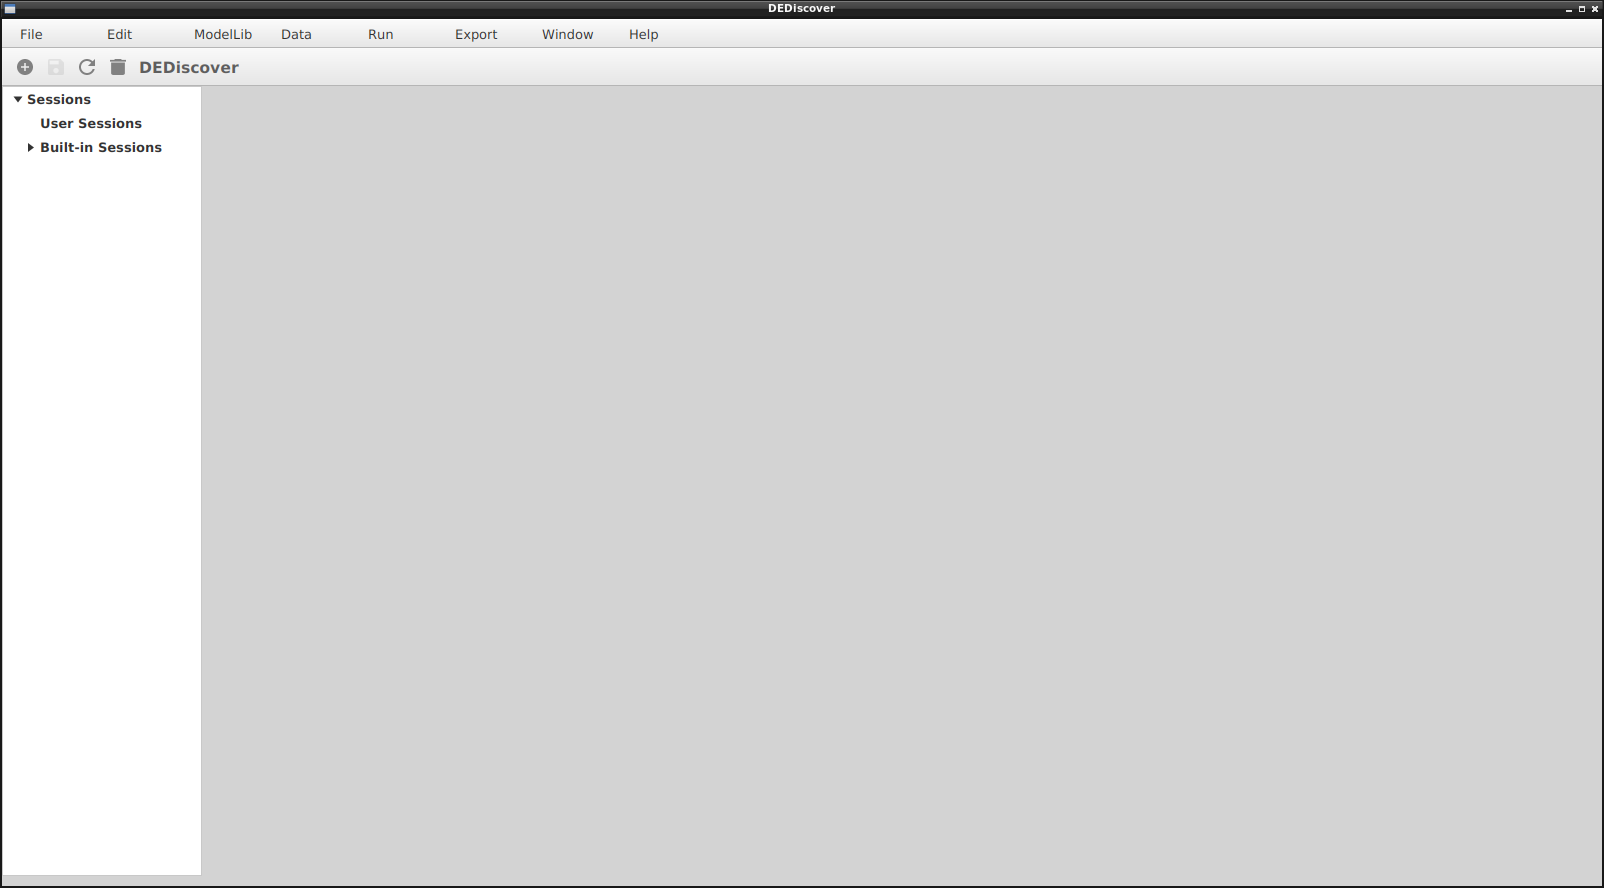 DEDiscover
File Edit ModelLib Data Run Export Window Help
DEDiscover
Sessions
User Sessions
Built-in Sessions